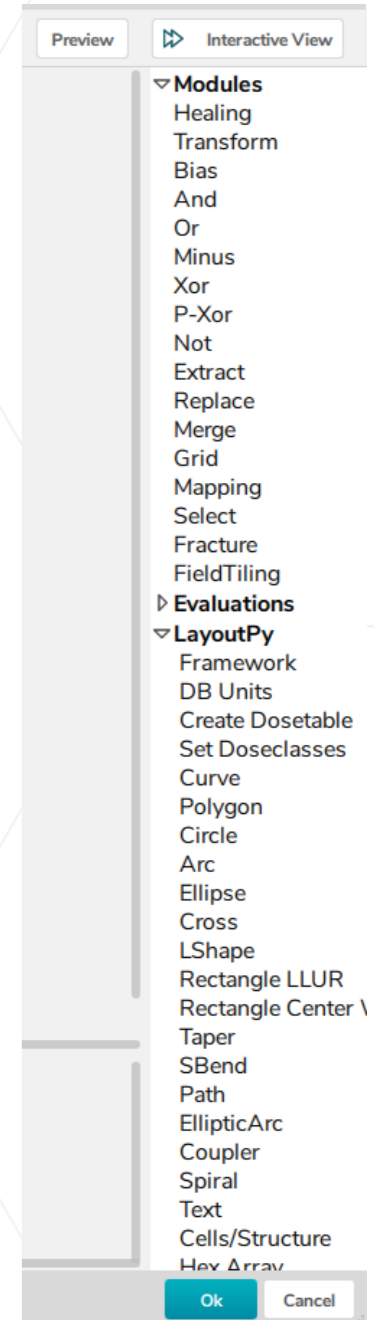 Preview Interactive View
Modules
Healing
Transform
Bias
And
Or
Minus
Xor
P-Xor
Not
Extract
Replace
Merge
Grid
Mapping
Select
Fracture
FieldTiling
Evaluations
LayoutPy
Framework
DB Units
Create Dosetable
Set Doseclasses
Curve
Polygon
Circle
Arc
Ellipse
Cross
LShape
Rectangle LLUR
Rectangle Center
Taper
SBend
Path
EllipticArc
Coupler
Spiral
Text
Cells/Structure
Hex Array
Ok Cancel